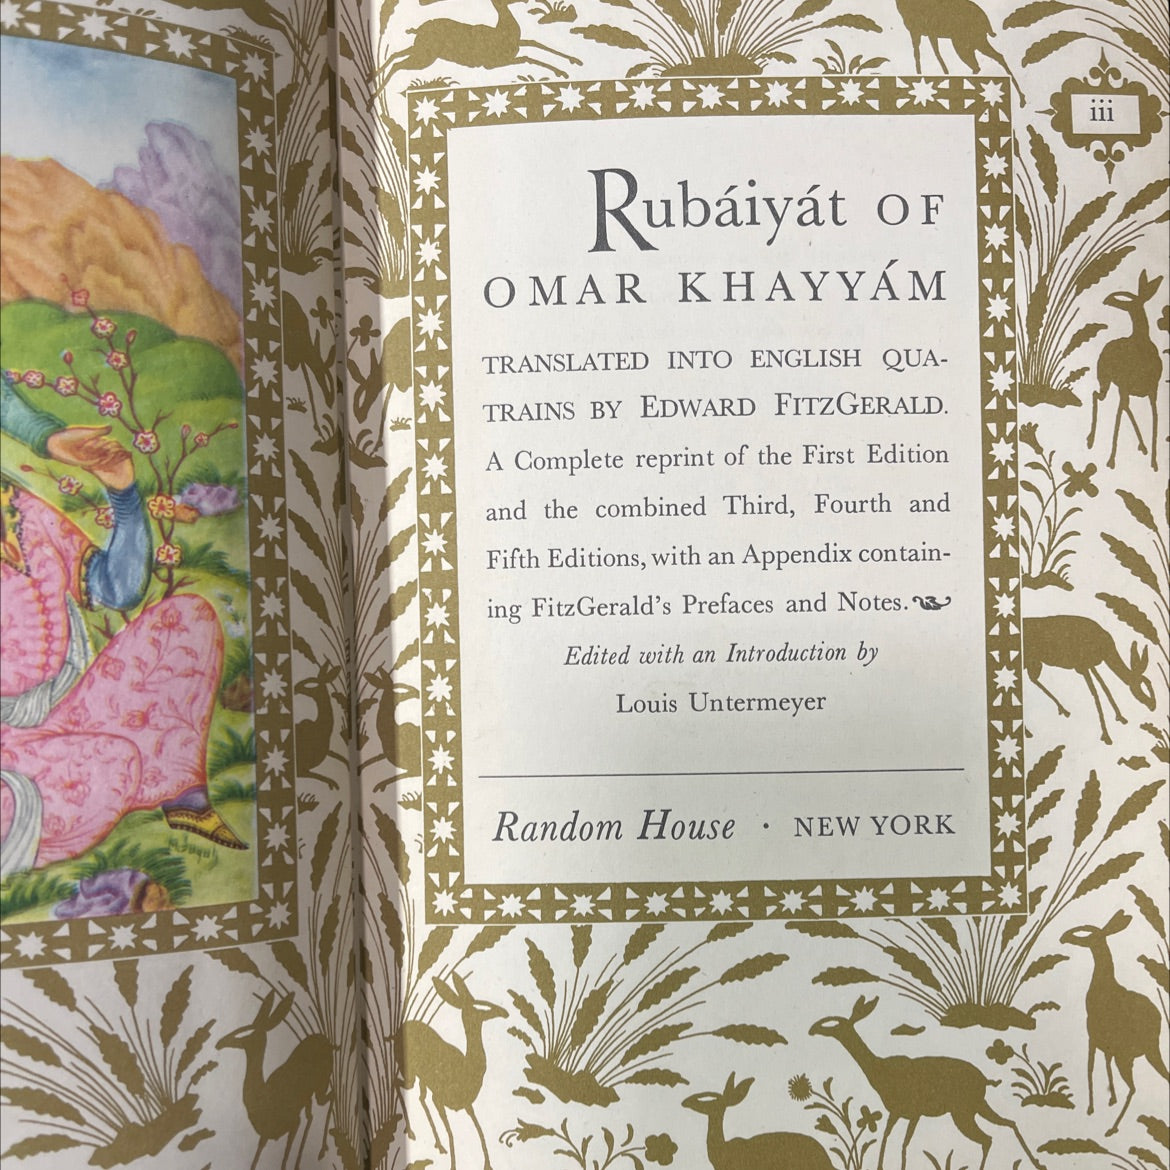 iii
Rubáiyát OF
OMAR KHAYYÁM
TRANSLATED INTO ENGLISH QUA-
TRAINS BY EDWARD FITZGERALD.
A Complete reprint of the First Edition
and the combined Third, Fourth and
Fifth Editions, with an Appendix contain-
ing FitzGerald's Prefaces and Notes.
Edited with an Introduction by
Louis Untermeyer
Random House · NEW YORK